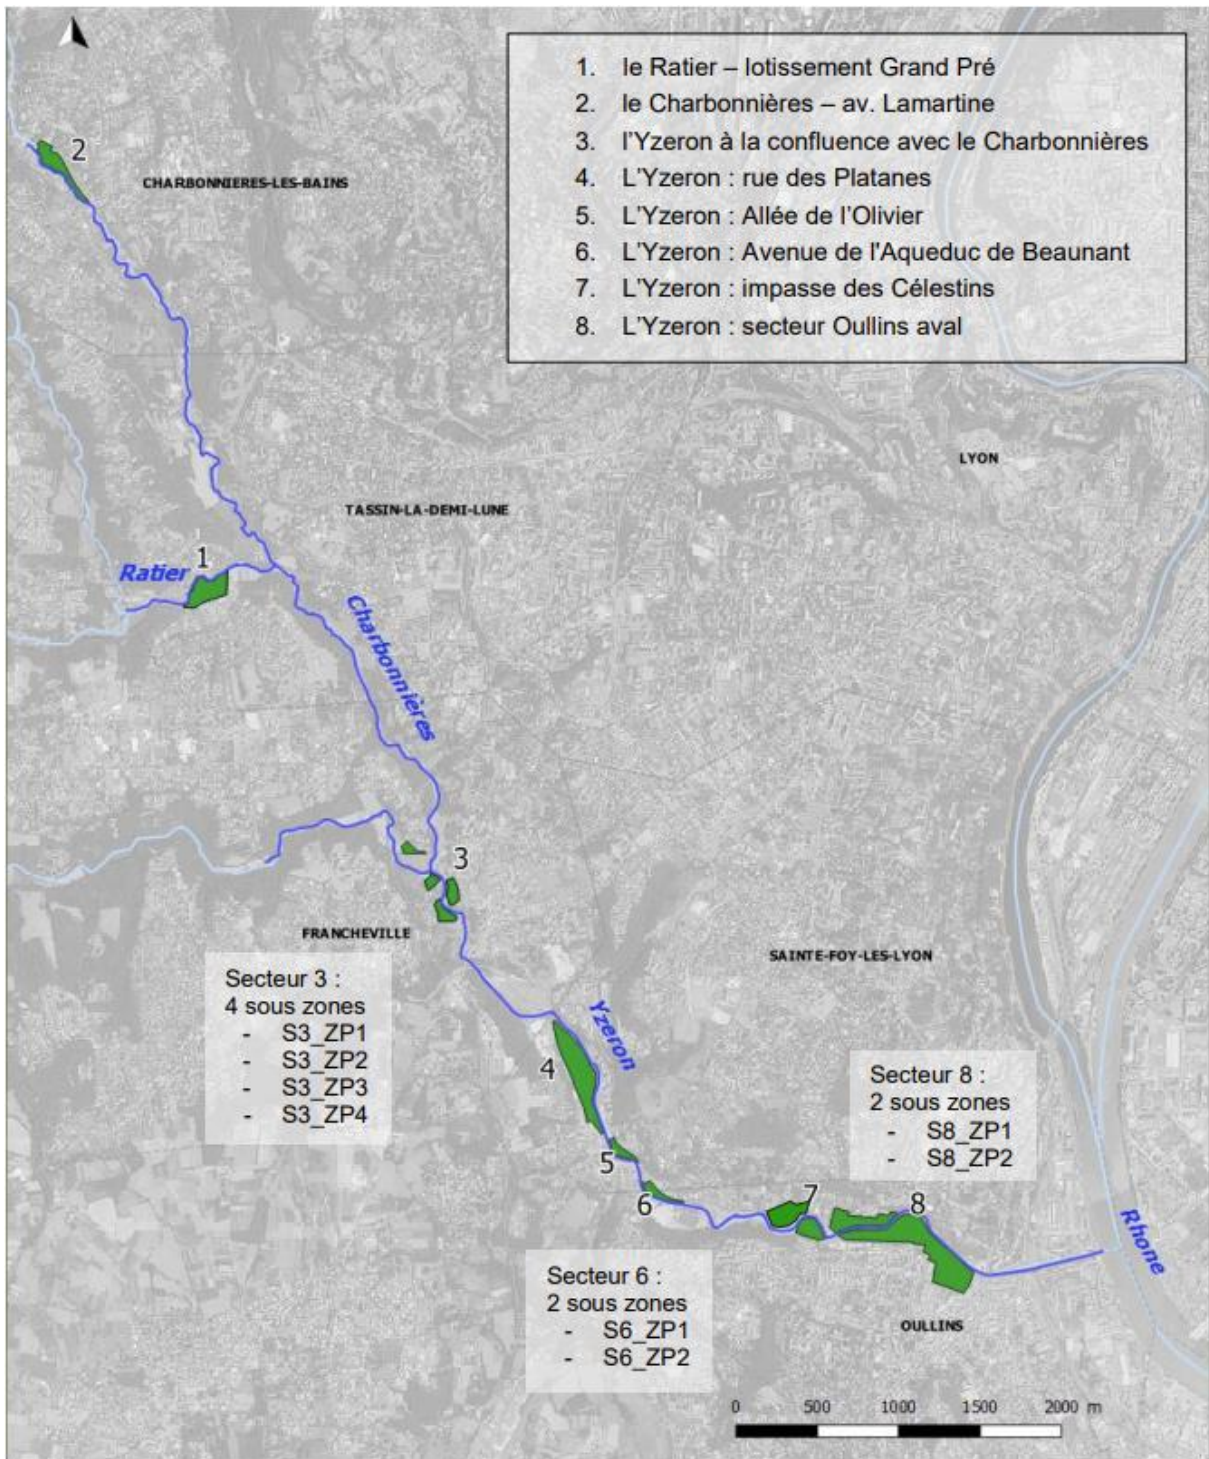 1. le Ratier – lotissement Grand Pré
2. le Charbonnières – av. Lamartine
3. l'Yzeron à la confluence avec le Charbonnières
4. L'Yzeron : rue des Platanes
5. L'Yzeron : Allée de l'Olivier
6. L'Yzeron : Avenue de l'Aqueduc de Beaunant
7. L'Yzeron : impasse des Célestins
8. L'Yzeron : secteur Oullins aval
2
CHARBONNIERES-LES-BAINS
LYON
TASSIN-LA-DEMI-LUNE
1
Ratier
Charbonnières
3
FRANCHEVILLE
SAINTE-FOY-LES-LYON
Secteur 3 :
4 sous zones
- S3_ZP1
- S3_ZP2
- S3_ZP3
- S3_ZP4
Yzeron
4
Secteur 8 :
2 sous zones
- S8_ZP1
- S8_ZP2
5
6
7
8
Rhone
Secteur 6 :
2 sous zones
- S6_ZP1
- S6_ZP2
OULLINS
0 500 1000 1500 2000 m